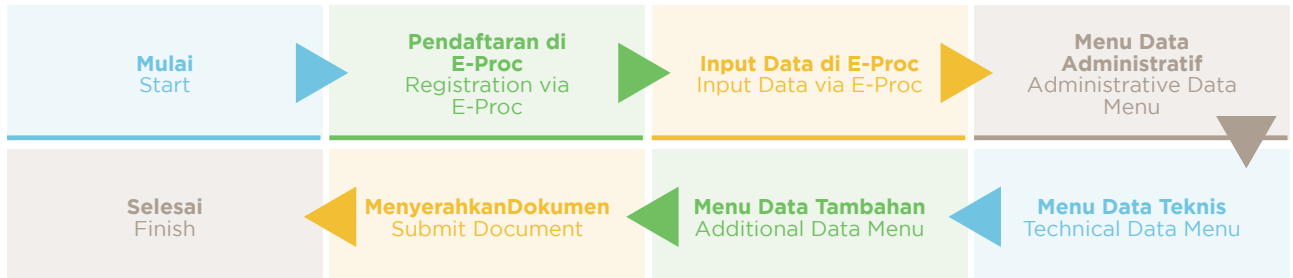 Mulai
Start
Pendaftaran di
E-Proc
Registration via
E-Proc
Input Data di E-Proc
Input Data via E-Proc
Menu Data
Administratif
Administrative Data
Menu
Selesai
Finish
MenyerahkanDokumen
Submit Document
Menu Data Tambahan
Additional Data Menu
Menu Data Teknis
Technical Data Menu